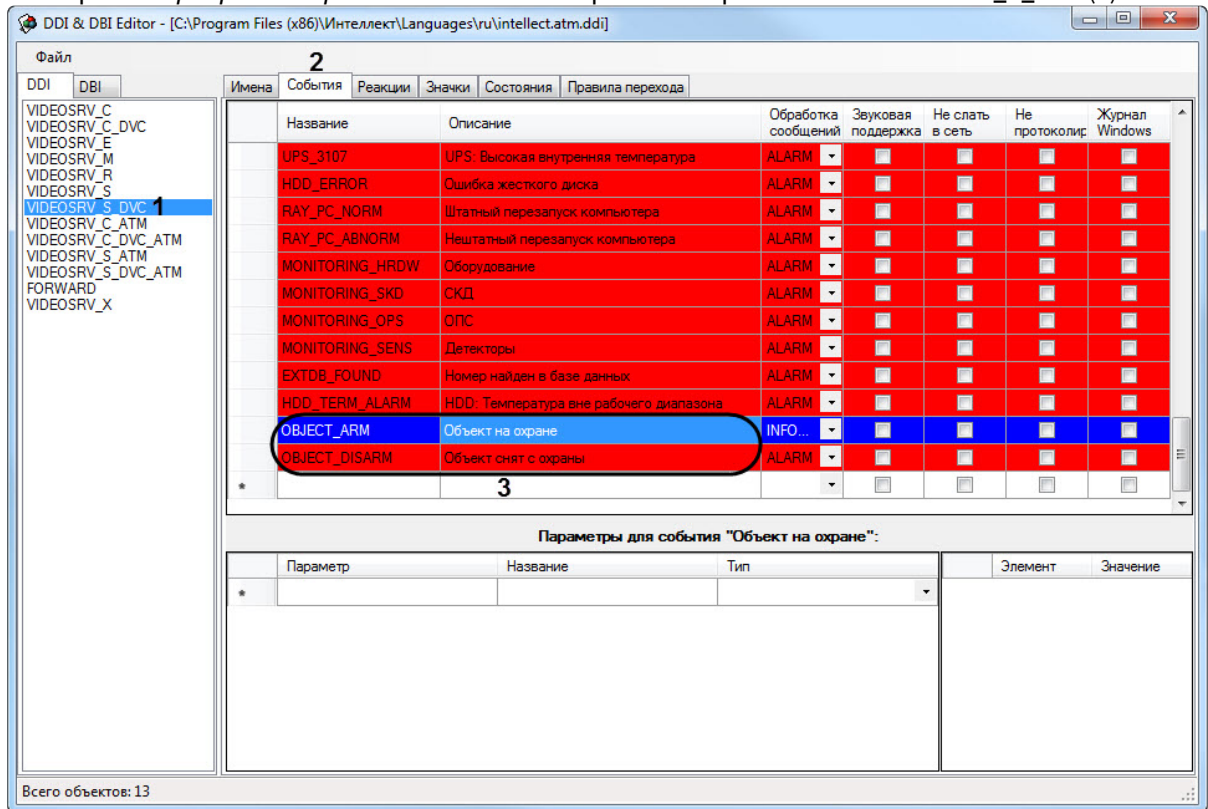 DDI & DBI Editor - [C:\Program Files (x86)\Интеллект\Languages\ru\intellect.atm.ddi]
Файл
2
DDI DBI
Имена События Реакции Значки Состояния Правила перехода
VIDEOSRV_C
VIDEOSRV_C_DVC
VIDEOSRV_E
VIDEOSRV_M
VIDEOSRV_R
VIDEOSRV_S
VIDEOSRV_S_DVC 1
VIDEOSRV_C_ATM
VIDEOSRV_C_DVC_ATM
VIDEOSRV_S_ATM
VIDEOSRV_S_DVC_ATM
FORWARD
VIDEOSRV_X
Название Описание Обработка сообщений Звуковая поддержка Не слать в сеть Не протоколир Журнал Windows
UPS_3107 UPS: Высокая внутренняя температура ALARM
HDD_ERROR Ошибка жесткого диска ALARM
RAY_PC_NORM Штатный перезапуск компьютера ALARM
RAY_PC_ABNORM Нештатный перезапуск компьютера ALARM
MONITORING_HRDW Оборудование ALARM
MONITORING_SKD СКД ALARM
MONITORING_OPS ОПС ALARM
MONITORING_SENS Детекторы ALARM
EXTDB_FOUND Номер найден в базе данных ALARM
HDD_TERM_ALARM HDD: Температура вне рабочего диапазона ALARM
OBJECT_ARM Объект на охране INFO...
OBJECT_DISARM Объект снят с охраны ALARM
* 3
Параметры для события "Объект на охране":
Параметр Название Тип Элемент Значение
*
Всего объектов: 13